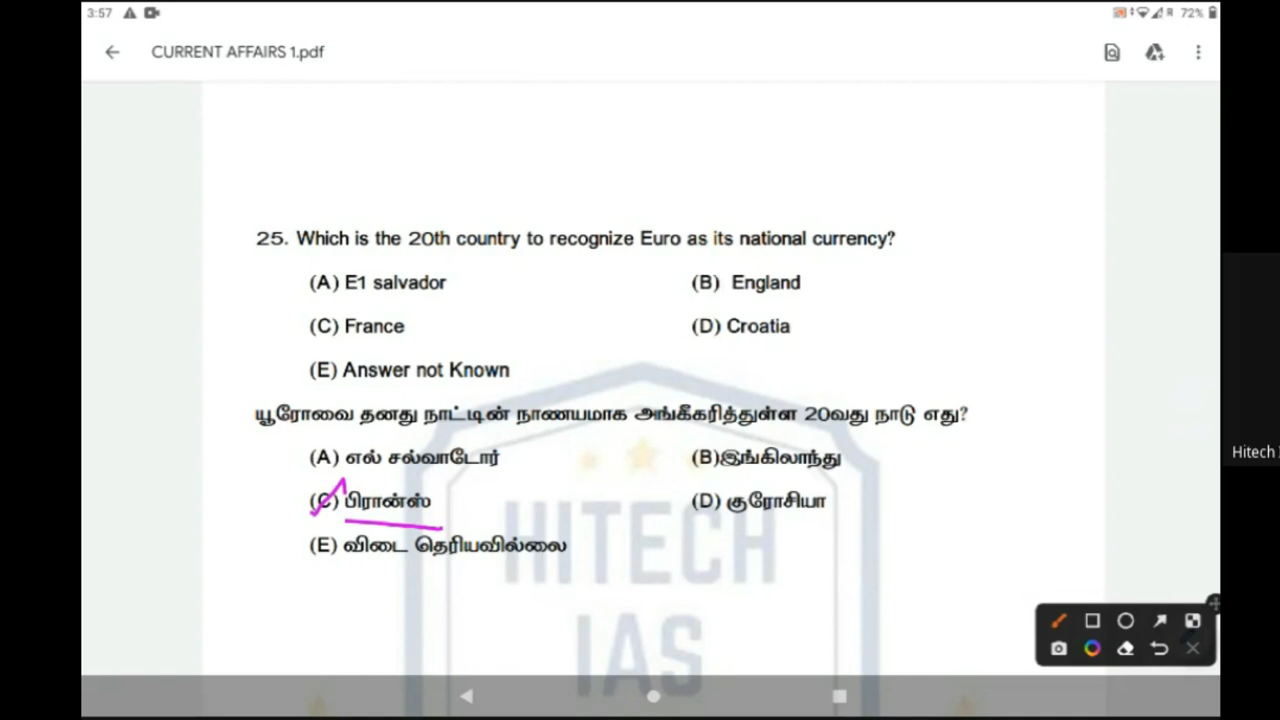 3:57 R 72%
CURRENT AFFAIRS 1.pdf
25. Which is the 20th country to recognize Euro as its national currency?
(A) E1 salvador (B) England
(C) France (D) Croatia
(E) Answer not Known
யூரோவை தனது நாட்டின் நாணயமாக அங்கீகரித்துள்ள 20வது நாடு எது?
(A) எல் சல்வாடோர் (B)இங்கிலாந்து
(C) பிரான்ஸ் (D) குரோசியா
(E) விடை தெரியவில்லை
HITECH
IAS
Hitech